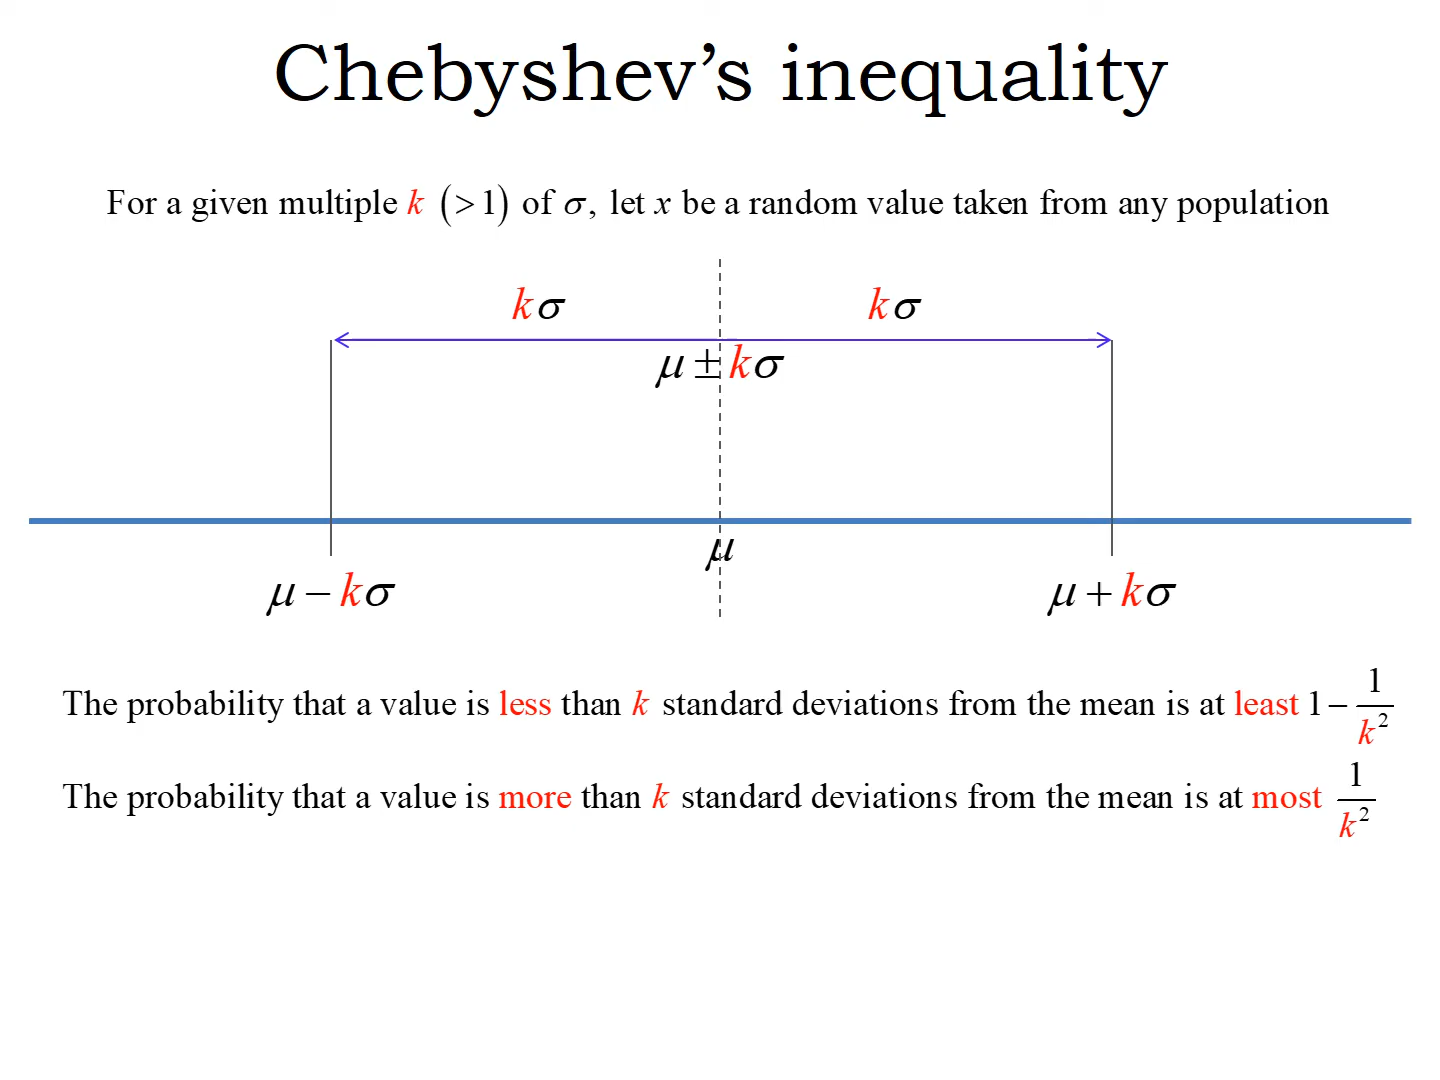 Chebyshev’s inequality
For a given multiple k (>1) of σ, let x be a random value taken from any population
kσ kσ
μ ± kσ
μ
μ − kσ μ + kσ
The probability that a value is less than k standard deviations from the mean is at least 1 − 1/k²
The probability that a value is more than k standard deviations from the mean is at most 1/k²